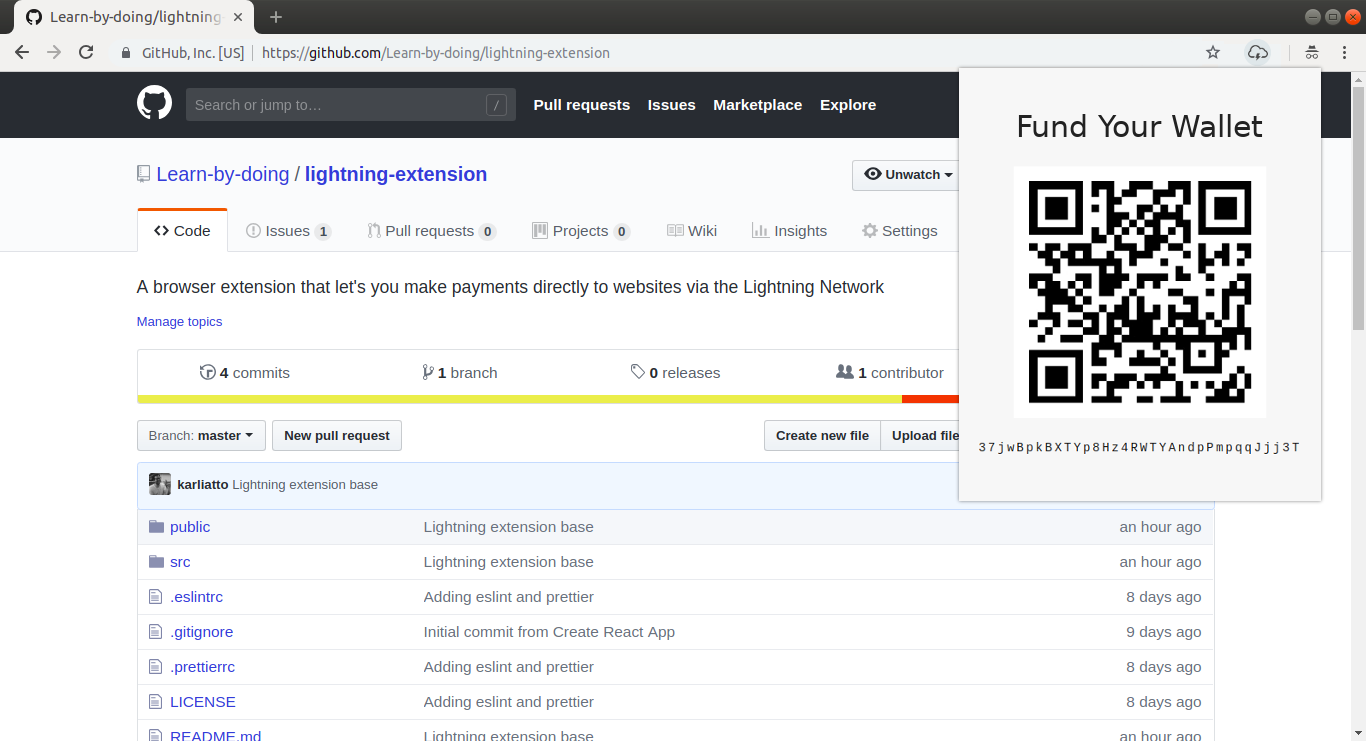 Learn-by-doing/lightning
GitHub, Inc. [US] https://github.com/Learn-by-doing/lightning-extension
Search or jump to… /
Pull requests Issues Marketplace Explore
Fund Your Wallet
37jwBpkBXTYp8Hz4RWTYAndpPmpqqJjj3T
Learn-by-doing / lightning-extension
Unwatch
Code Issues 1 Pull requests 0 Projects 0 Wiki Insights Settings
A browser extension that let's you make payments directly to websites via the Lightning Network
Manage topics
4 commits 1 branch 0 releases 1 contributor
Branch: master New pull request Create new file Upload file
karliatto Lightning extension base
public Lightning extension base an hour ago
src Lightning extension base an hour ago
.eslintrc Adding eslint and prettier 8 days ago
.gitignore Initial commit from Create React App 9 days ago
.prettierrc Adding eslint and prettier 8 days ago
LICENSE Adding eslint and prettier 8 days ago
README.md Lightning extension base an hour ago